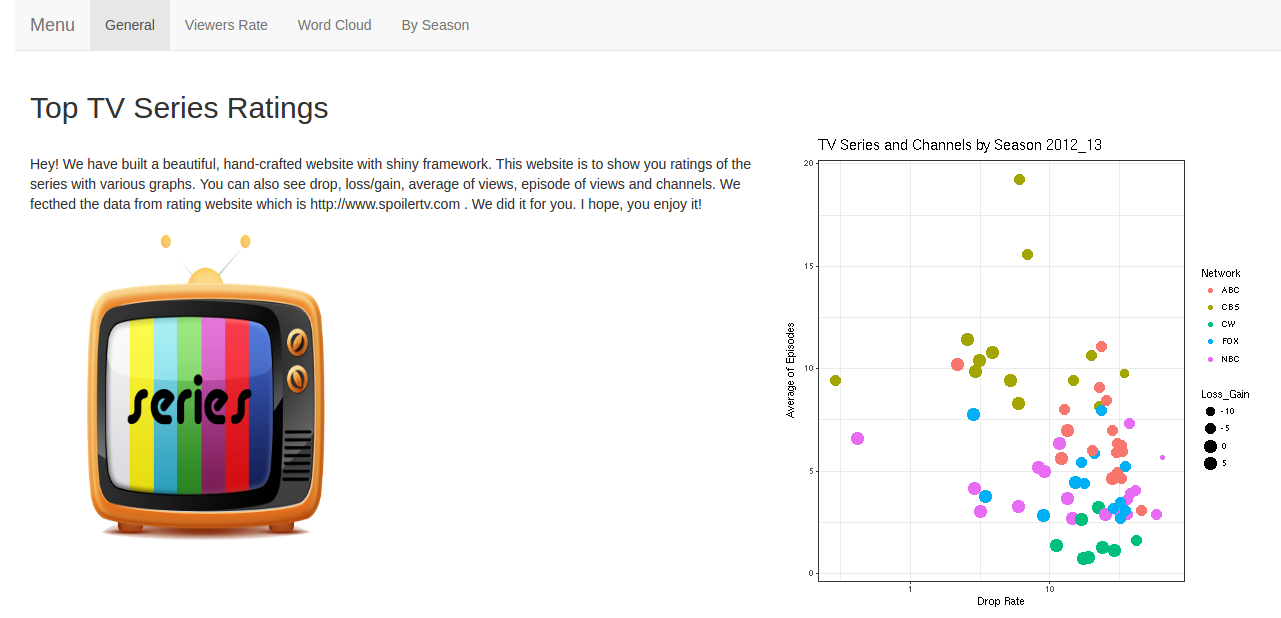 Menu General Viewers Rate Word Cloud By Season
Top TV Series Ratings
Hey! We have built a beautiful, hand-crafted website with shiny framework. This website is to show you ratings of the
series with various graphs. You can also see drop, loss/gain, average of views, episode of views and channels. We
fecthed the data from rating website which is http://www.spoilertv.com . We did it for you. I hope, you enjoy it!
series
TV Series and Channels by Season 2012_13
Average of Episodes
20
15
10
5
0
1 10
Drop Rate
Network
ABC
CBS
CW
FOX
NBC
Loss_Gain
-10
-5
0
5